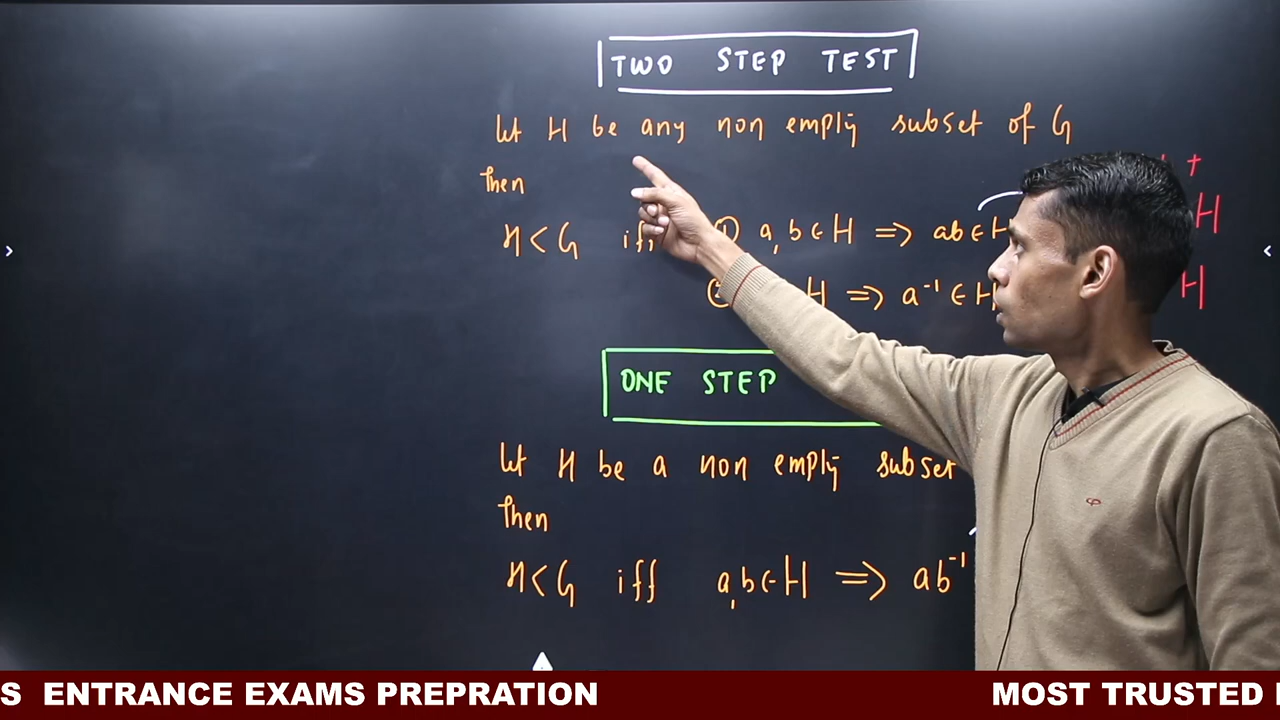 TWO STEP TEST
Let H be any non empty subset of G
then
H < G iff ① a, b ∈ H => ab ∈ H
H => a⁻¹ ∈ H
+
H
H
ONE STEP
Let H be a non empty subset
then
H < G iff a, b ∈ H => ab⁻¹
S ENTRANCE EXAMS PREPRATION
MOST TRUSTED